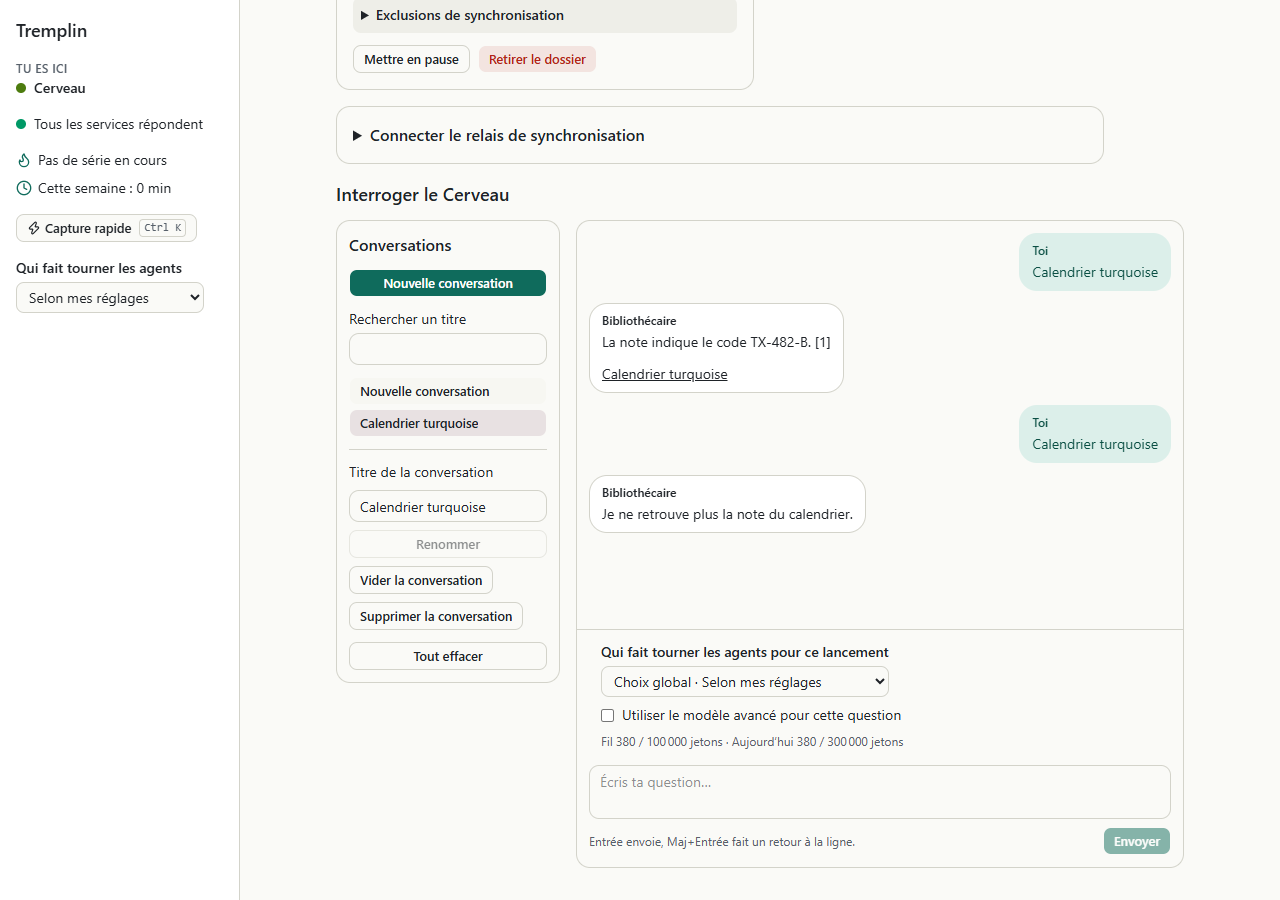 Tremplin
TU ES ICI
Cerveau
Tous les services répondent
Pas de série en cours
Cette semaine : 0 min
Capture rapide Ctrl K
Qui fait tourner les agents
Selon mes réglages
Exclusions de synchronisation
Mettre en pause
Retirer le dossier
Connecter le relais de synchronisation
Interroger le Cerveau
Conversations
Nouvelle conversation
Rechercher un titre
Nouvelle conversation
Calendrier turquoise
Titre de la conversation
Calendrier turquoise
Renommer
Vider la conversation
Supprimer la conversation
Tout effacer
Toi
Calendrier turquoise
Bibliothécaire
La note indique le code TX-482-B. [1]
Calendrier turquoise
Toi
Calendrier turquoise
Bibliothécaire
Je ne retrouve plus la note du calendrier.
Qui fait tourner les agents pour ce lancement
Choix global · Selon mes réglages
Utiliser le modèle avancé pour cette question
Fil 380 / 100 000 jetons · Aujourd'hui 380 / 300 000 jetons
Écris ta question…
Entrée envoie, Maj+Entrée fait un retour à la ligne.
Envoyer